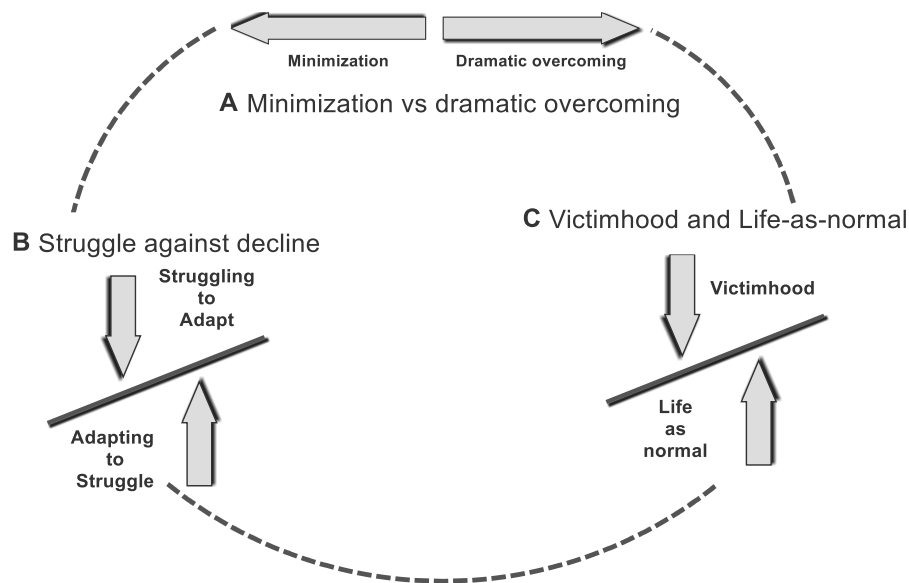 Minimization
Dramatic overcoming
A Minimization vs dramatic overcoming
B Struggle against decline
Struggling
to
Adapt
Adapting
to
Struggle
C Victimhood and Life-as-normal
Victimhood
Life
as
normal